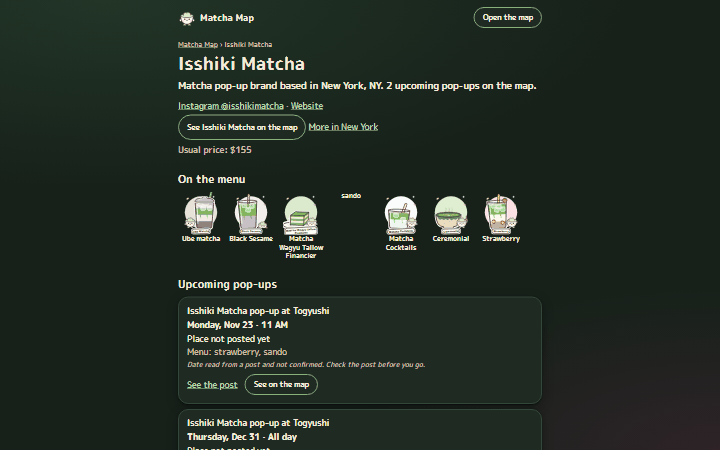 Matcha Map
Open the map
Matcha Map › Isshiki Matcha
Isshiki Matcha
Matcha pop-up brand based in New York, NY. 2 upcoming pop-ups on the map.
Instagram @isshikimatcha · Website
See Isshiki Matcha on the map
More in New York
Usual price: $155
On the menu
Ube matcha
Black Sesame
Matcha
Wagyu Tallow
Financier
sando
Matcha
Cocktails
Ceremonial
Strawberry
Upcoming pop-ups
Isshiki Matcha pop-up at Togyushi
Monday, Nov 23 · 11 AM
Place not posted yet
Menu: strawberry, sando
Date read from a post and not confirmed. Check the post before you go.
See the post
See on the map
Isshiki Matcha pop-up at Togyushi
Thursday, Dec 31 · All day
Place not posted yet